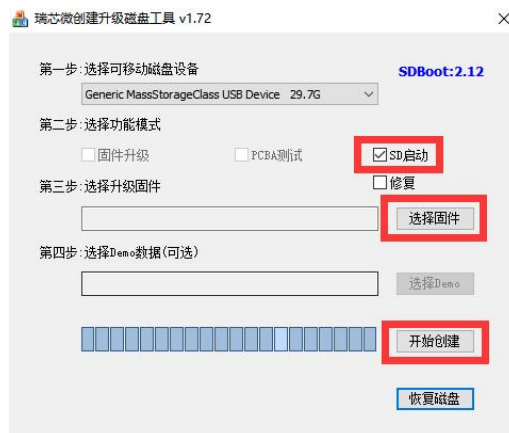 瑞芯微创建升级磁盘工具 v1.72
第一步:选择可移动磁盘设备
SDBoot:2.12
Generic MassStorageClass USB Device 29.7G
第二步:选择功能模式
固件升级 PCBA测试 SD启动
第三步:选择升级固件 修复
选择固件
第四步:选择Demo数据(可选)
选择Demo
开始创建
恢复磁盘